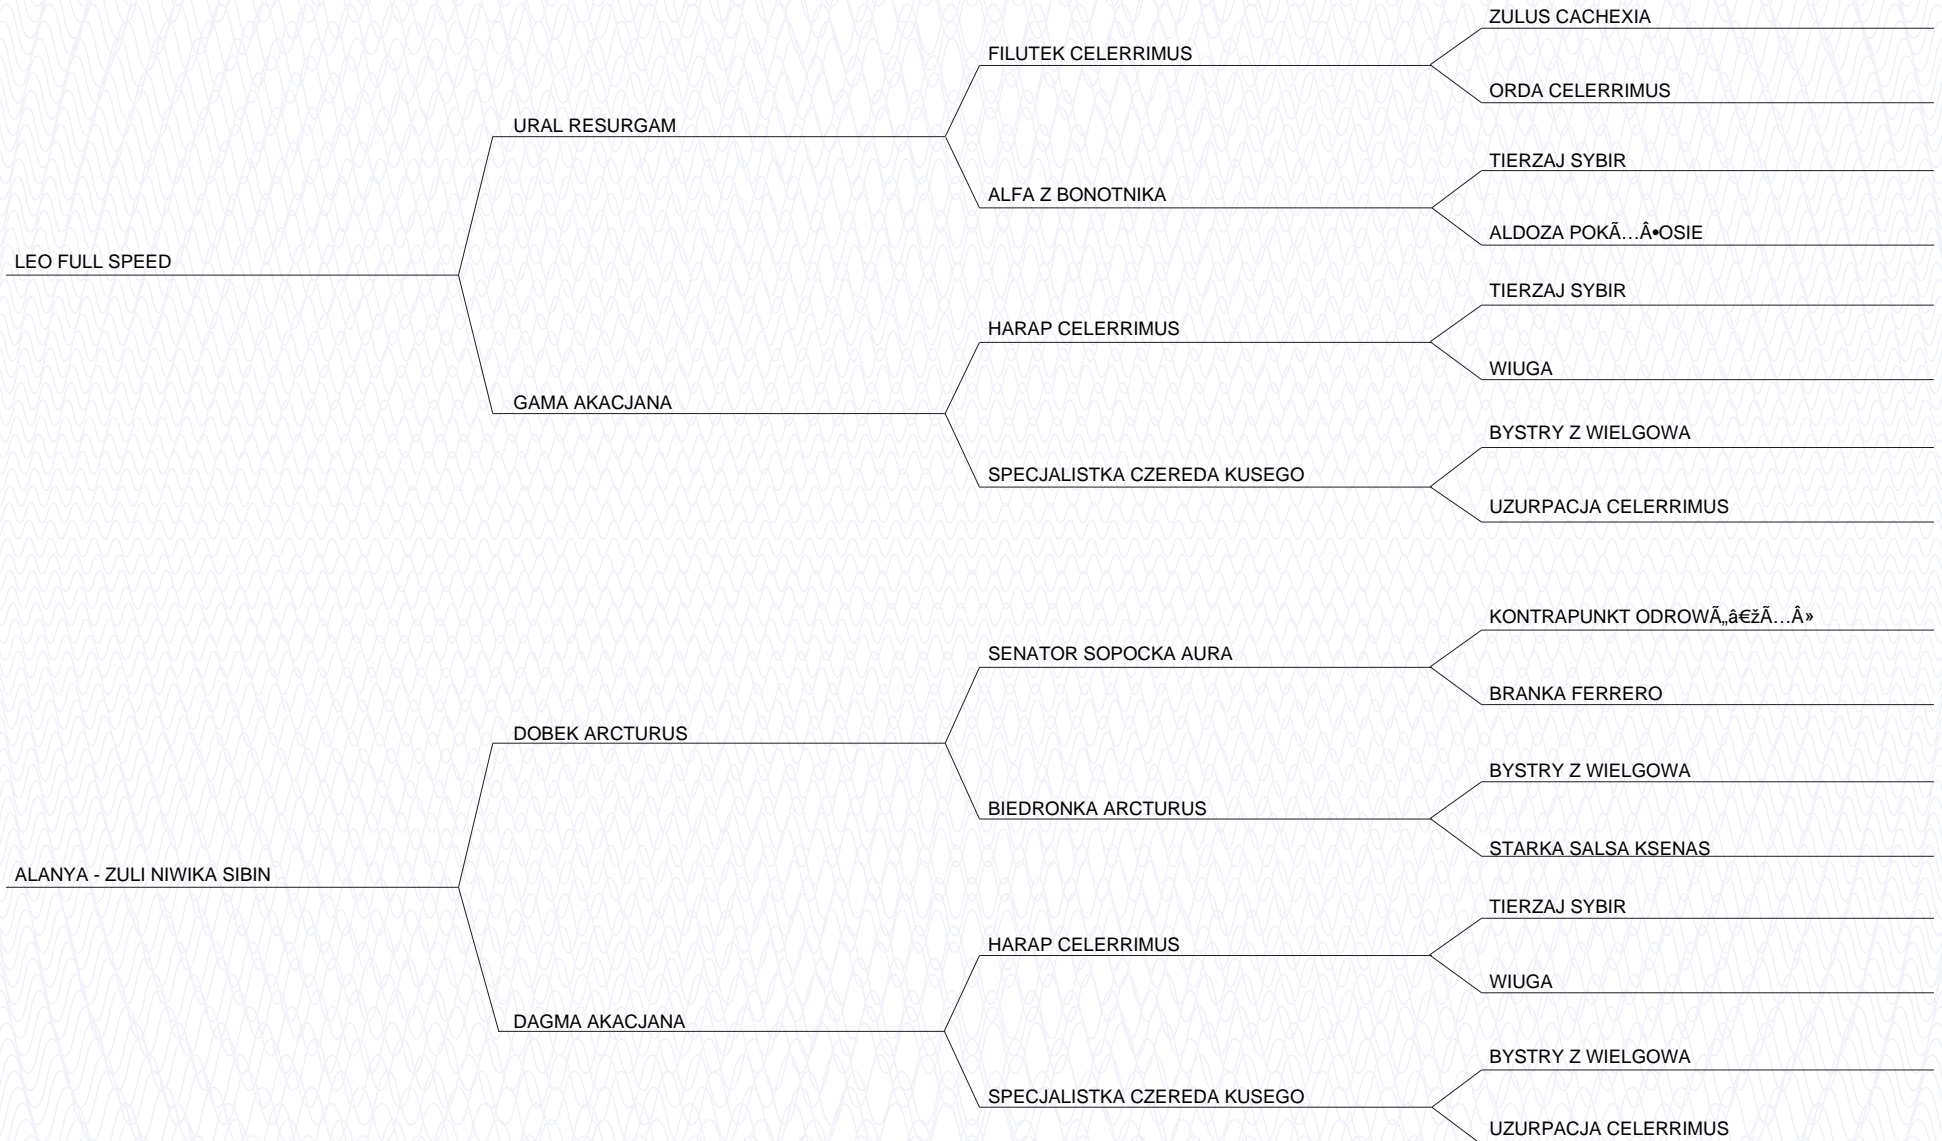 ZULUS CACHEXIA
FILUTEK CELERRIMUS
ORDA CELERRIMUS
URAL RESURGAM
TIERZAJ SYBIR
ALFA Z BONOTNIKA
ALDOZA POKÃ…Â•OSIE
LEO FULL SPEED
TIERZAJ SYBIR
HARAP CELERRIMUS
WIUGA
GAMA AKACJANA
BYSTRY Z WIELGOWA
SPECJALISTKA CZEREDA KUSEGO
UZURPACJA CELERRIMUS
KONTRAPUNKT ODROWÃ„â€žÃ…Â»
SENATOR SOPOCKA AURA
BRANKA FERRERO
DOBEK ARCTURUS
BYSTRY Z WIELGOWA
BIEDRONKA ARCTURUS
STARKA SALSA KSENAS
ALANYA - ZULI NIWIKA SIBIN
TIERZAJ SYBIR
HARAP CELERRIMUS
WIUGA
DAGMA AKACJANA
BYSTRY Z WIELGOWA
SPECJALISTKA CZEREDA KUSEGO
UZURPACJA CELERRIMUS